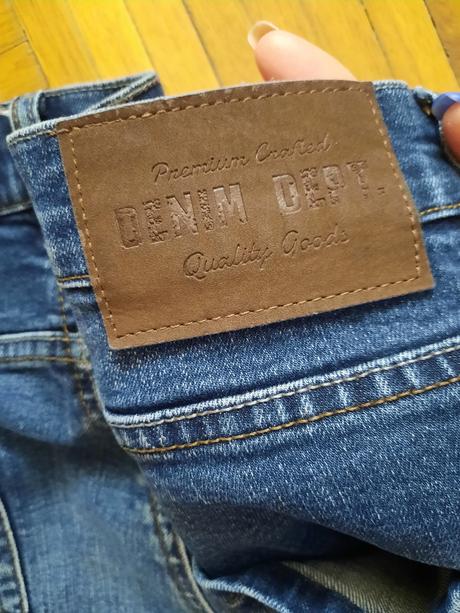 Premium Crafted
DENIM DEPT.
Quality Goods